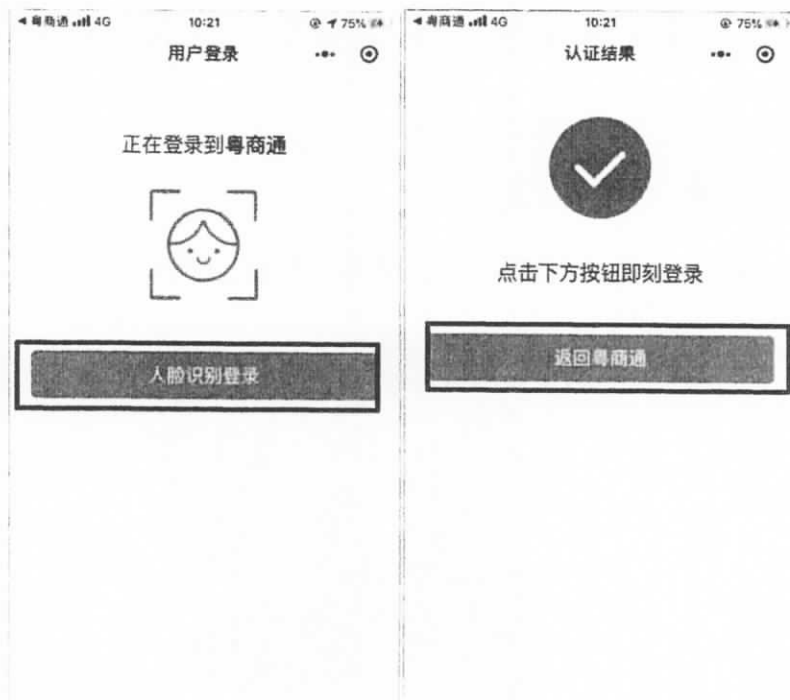 粤商通 4G 10:21 75%
用户登录
正在登录到粤商通
人脸识别登录
粤商通 4G 10:21 75%
认证结果
点击下方按钮即刻登录
返回粤商通